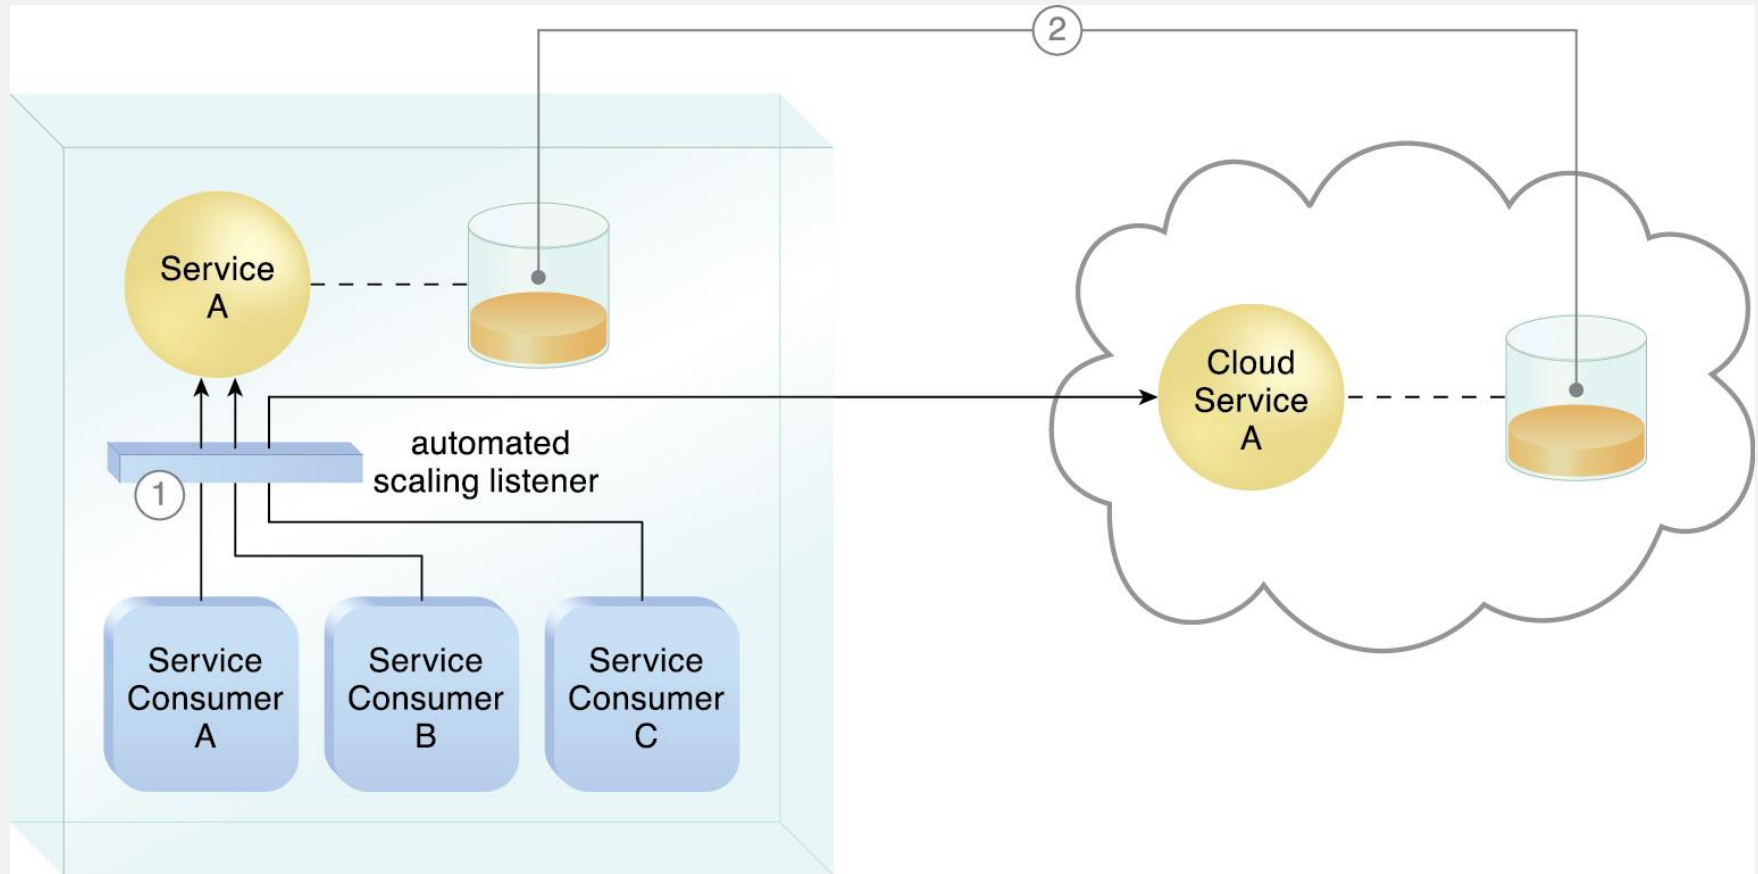 2
Service
A
Cloud
Service
A
automated
scaling listener
1
Service
Consumer
A
Service
Consumer
B
Service
Consumer
C